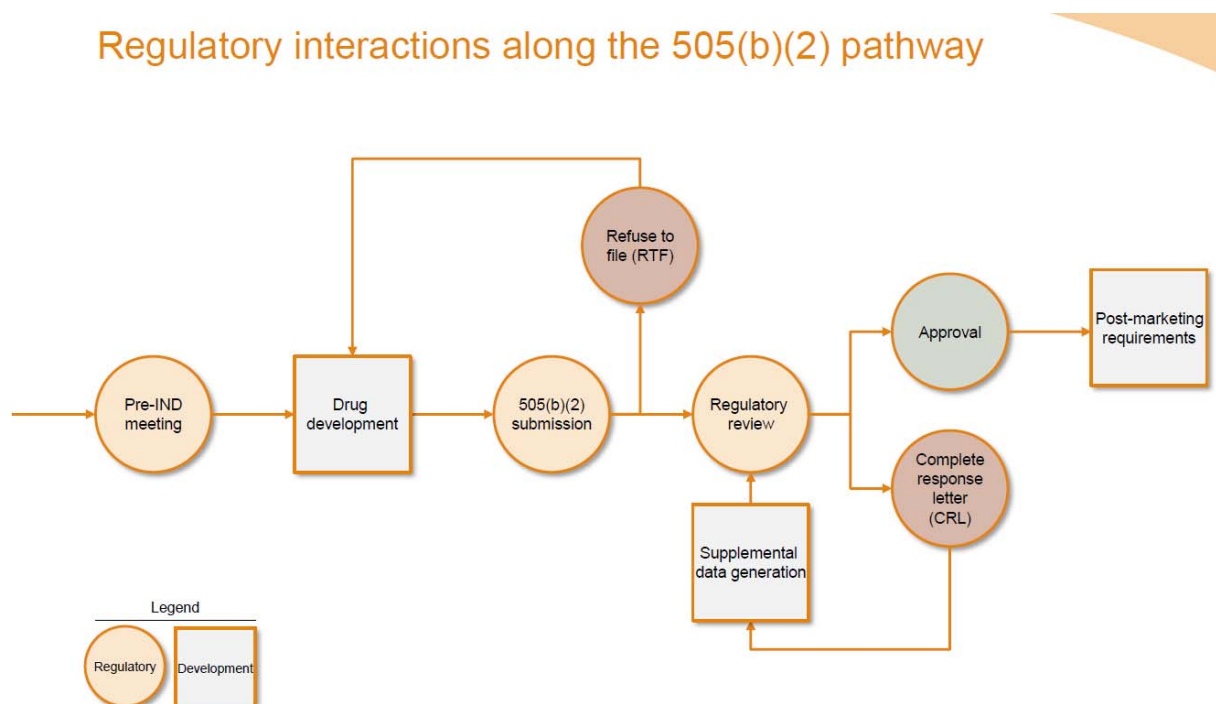 Regulatory interactions along the 505(b)(2) pathway
Refuse to
file (RTF)
Approval
Post-marketing
requirements
Pre-IND
meeting
Drug
development
505(b)(2)
submission
Regulatory
review
Complete
response
letter
(CRL)
Supplemental
data generation
Legend
Regulatory
Development